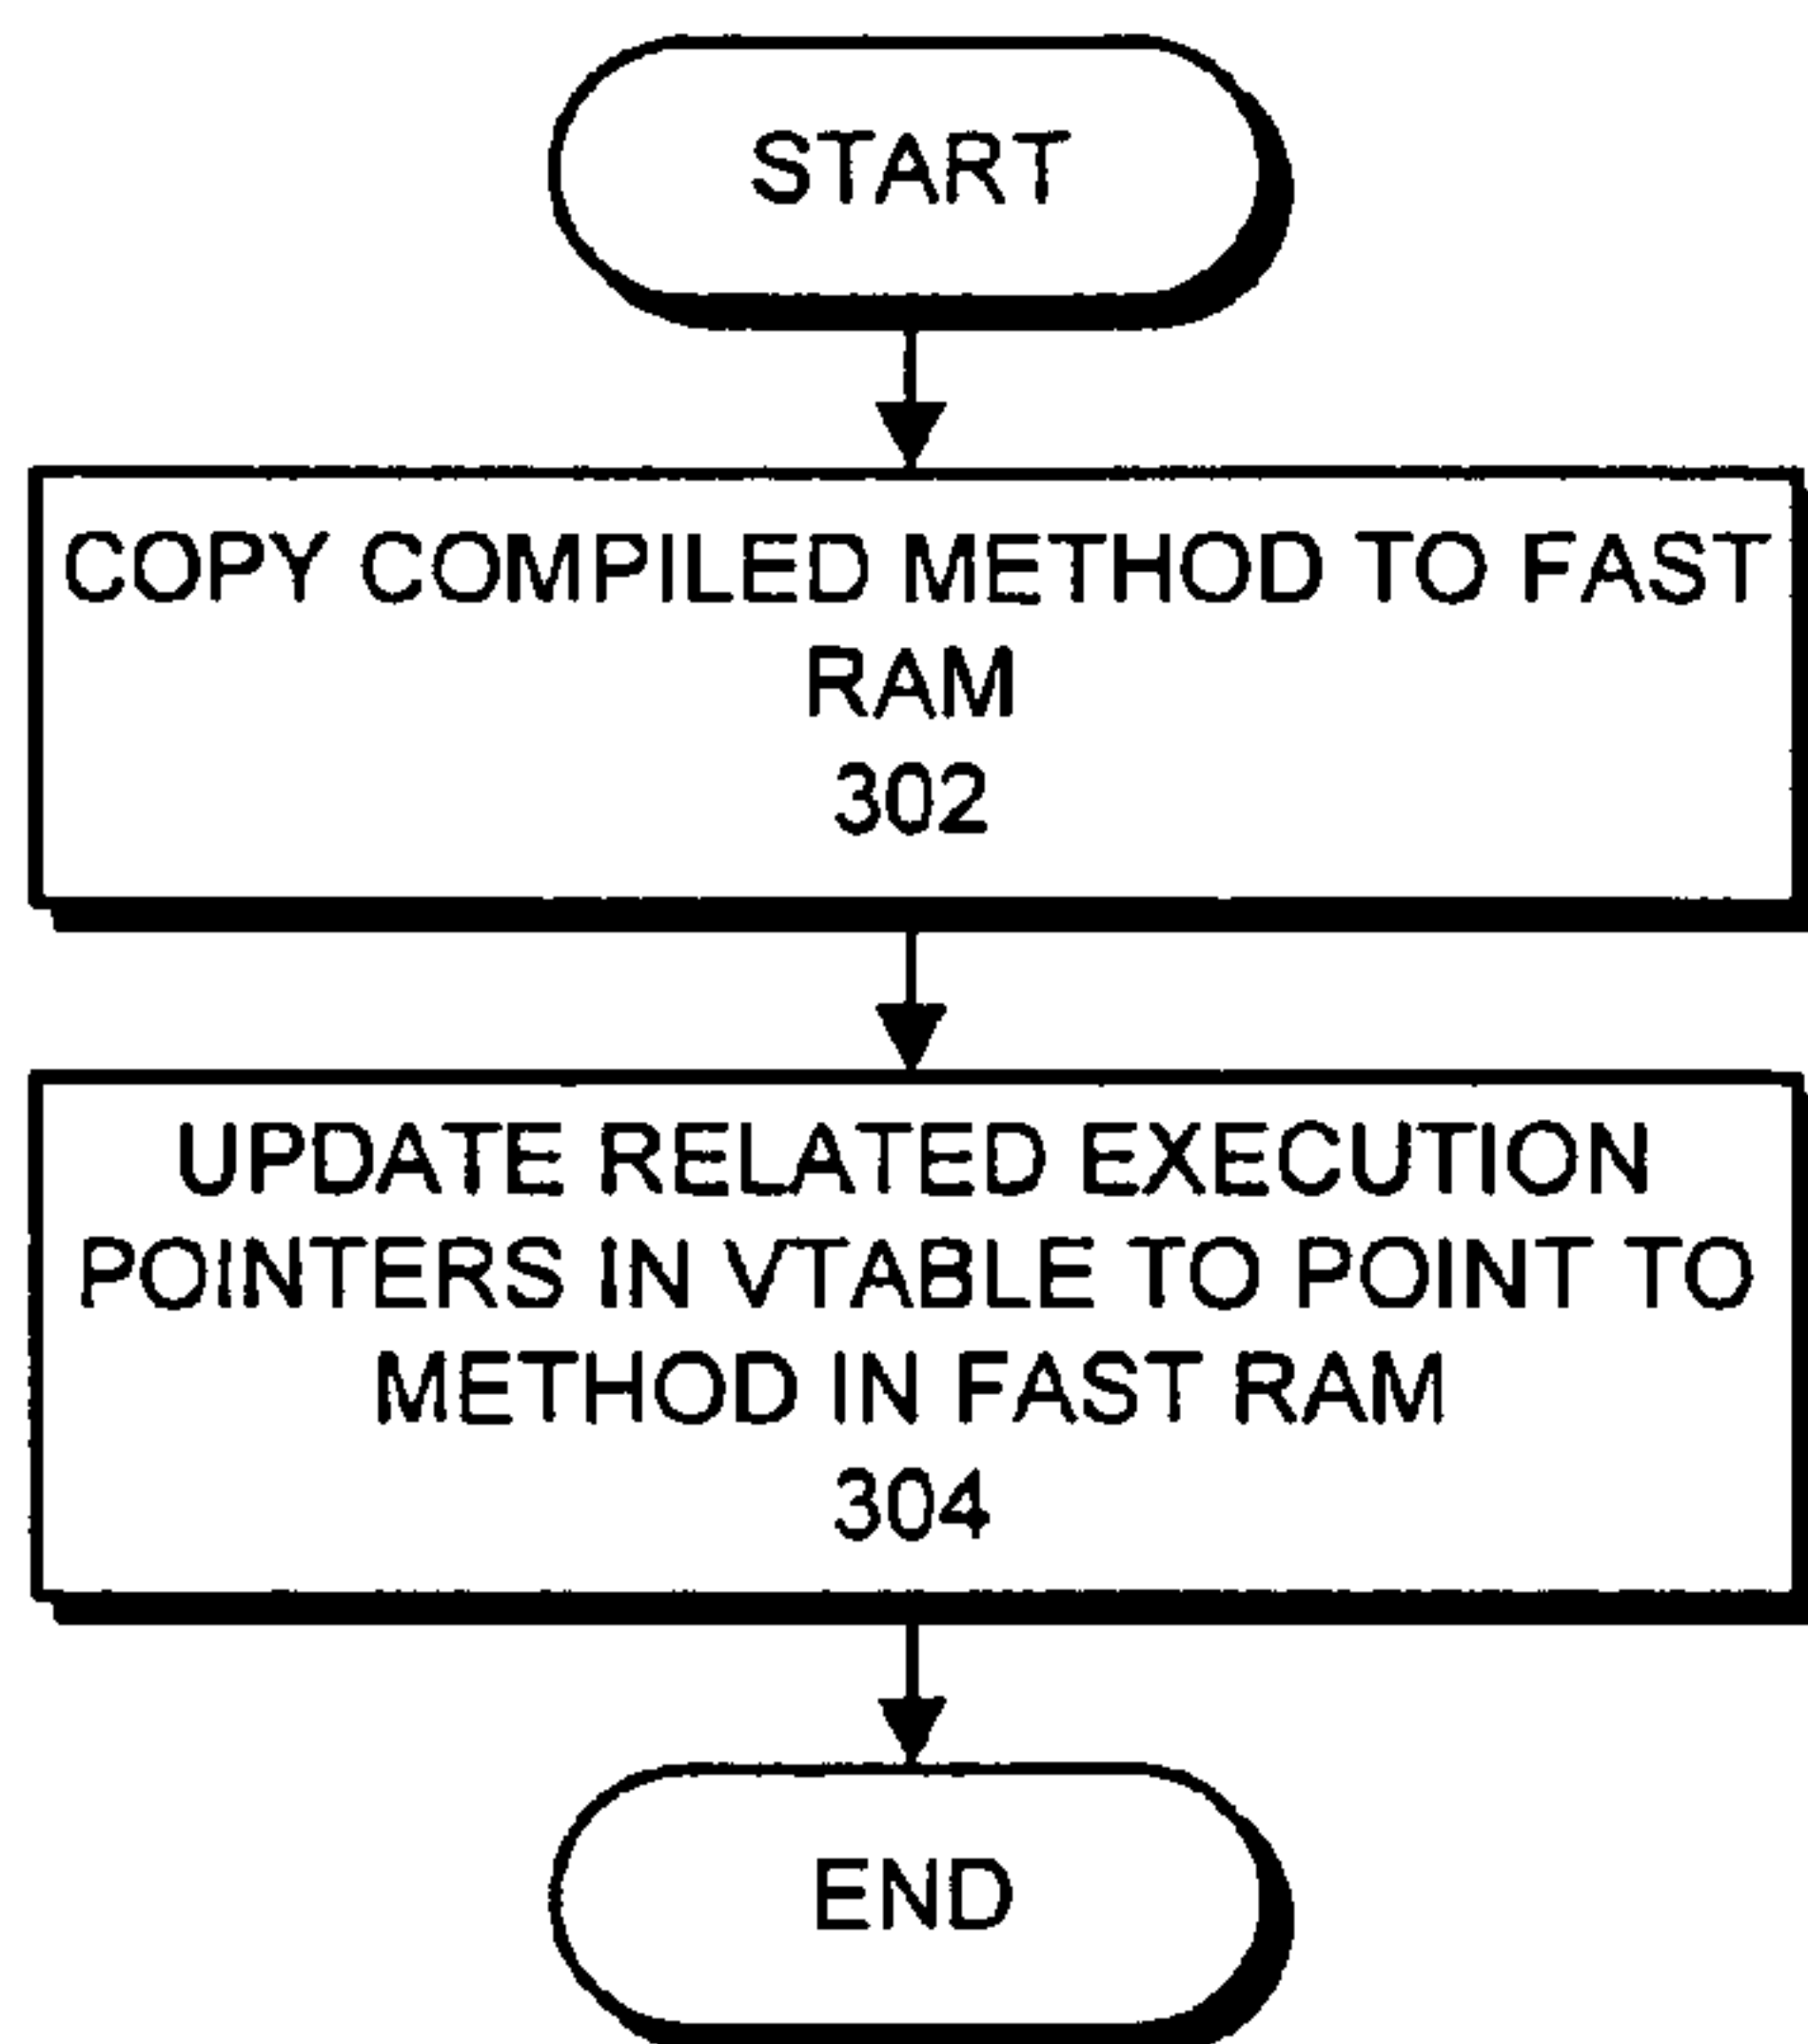 START
COPY COMPILED METHOD TO FAST
RAM
302
UPDATE RELATED EXECUTION
POINTERS IN VTABLE TO POINT TO
METHOD IN FAST RAM
304
END